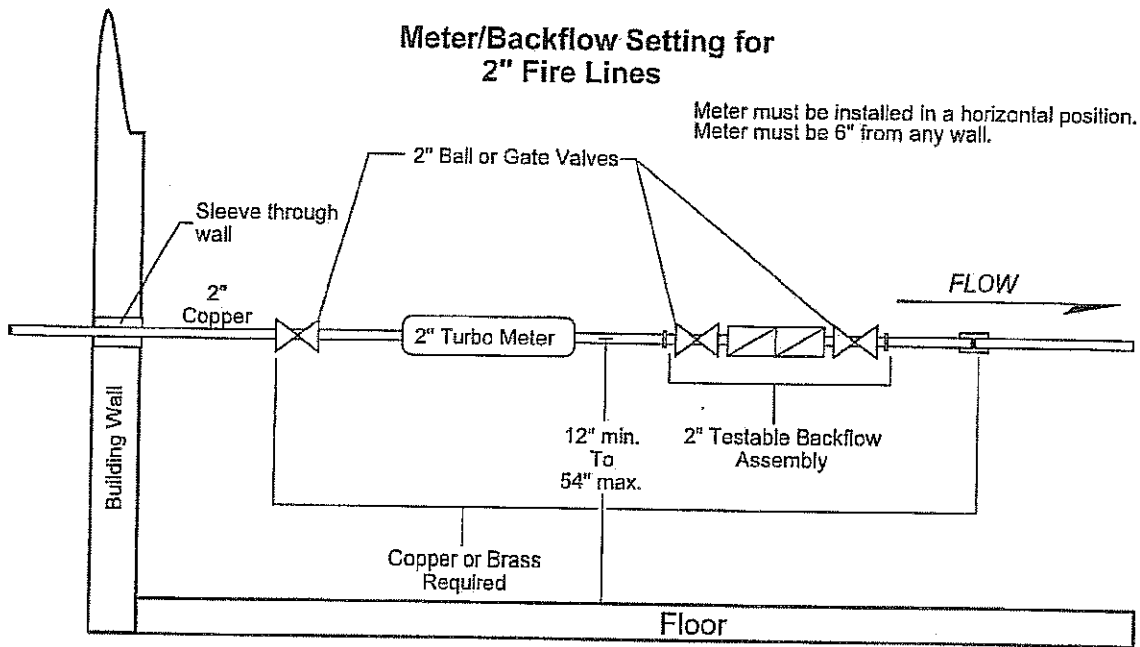 Meter/Backflow Setting for
2" Fire Lines
Meter must be installed in a horizontal position.
Meter must be 6" from any wall.
2" Ball or Gate Valves
Sleeve through
wall
2"
Copper
FLOW
2" Turbo Meter
12" min.
To
54" max.
2" Testable Backflow
Assembly
Building Wall
Copper or Brass
Required
Floor